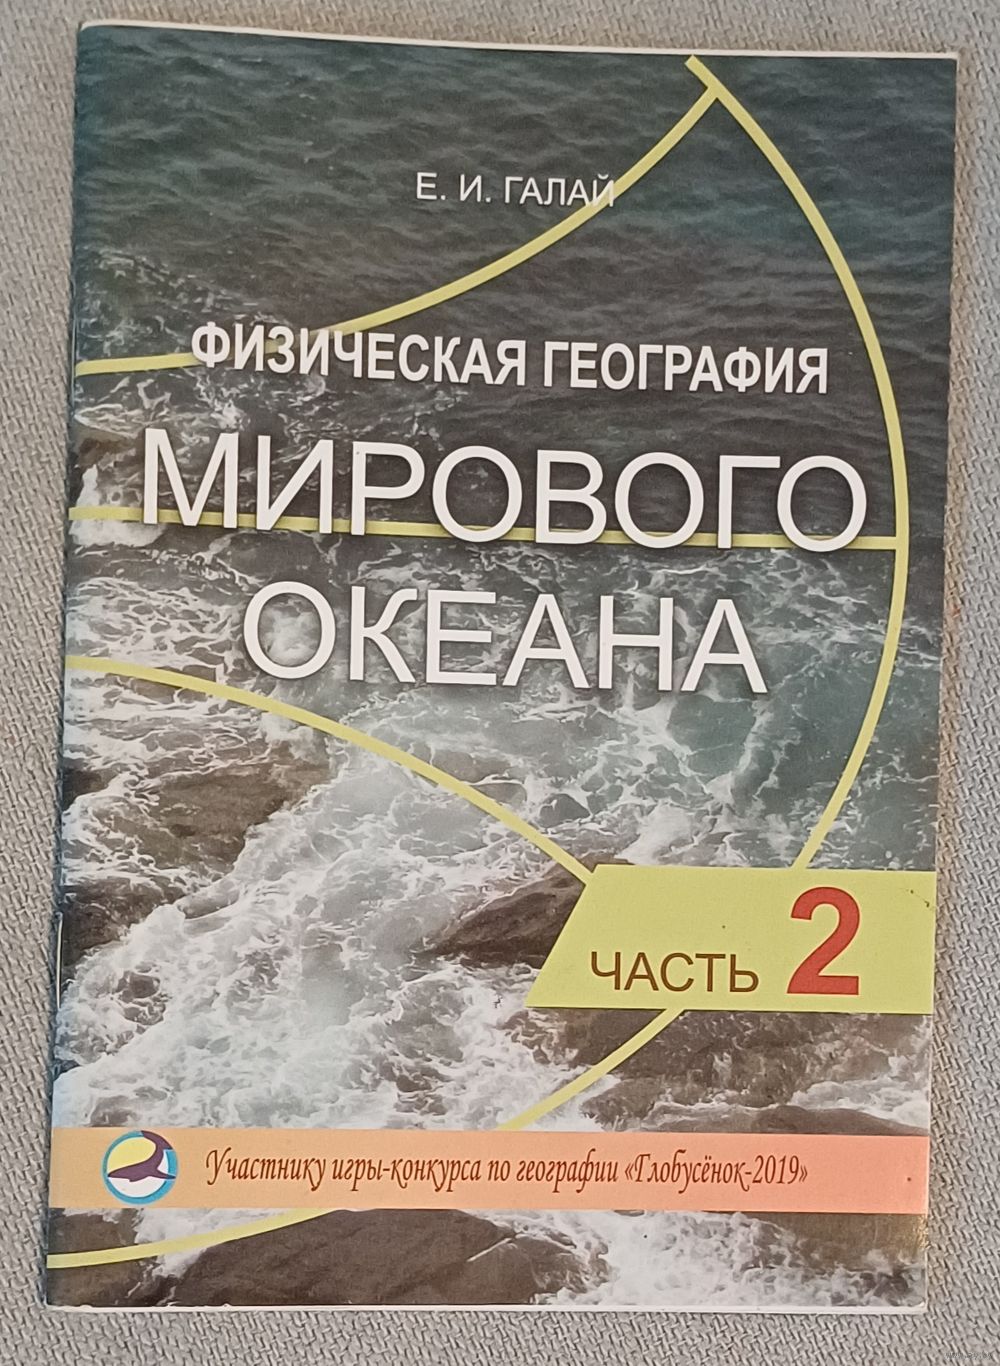 Е. И. ГАЛАЙ
ФИЗИЧЕСКАЯ ГЕОГРАФИЯ
МИРОВОГО
ОКЕАНА
ЧАСТЬ 2
Участнику игры-конкурса по географии «Глобусёнок-2019»